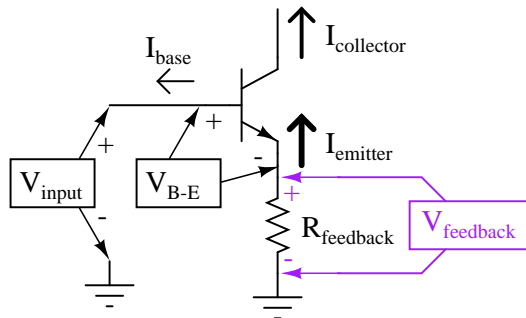 I_base
I_collector
+
+
I_emitter
-
V_input
V_B-E
+
-
R_feedback
V_feedback
-